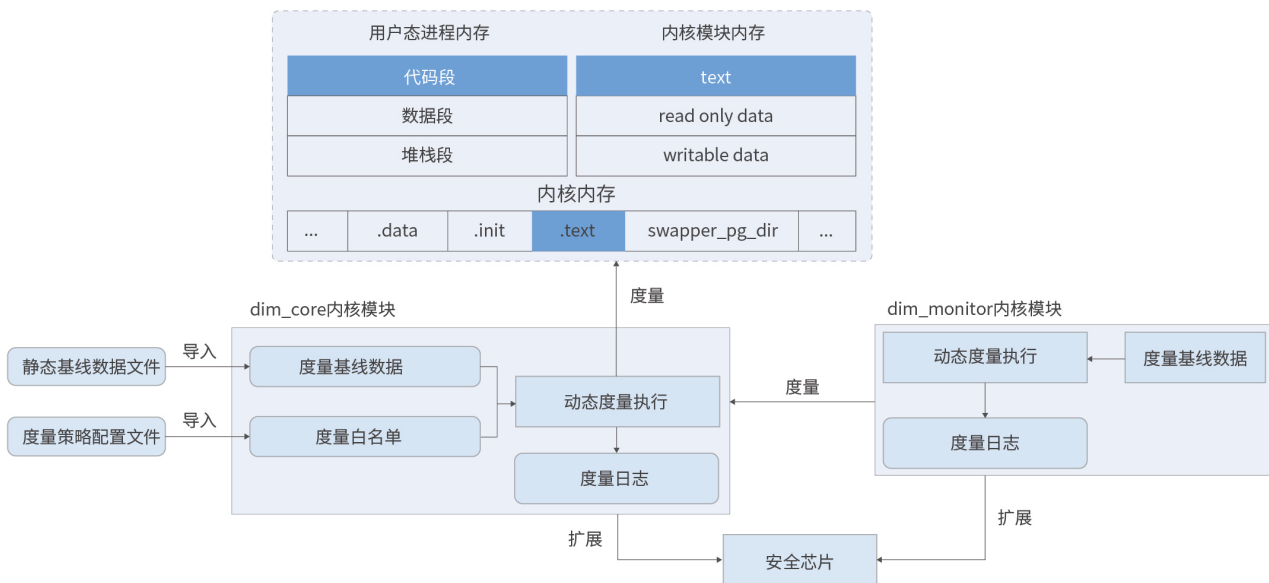 用户态进程内存
内核模块内存
代码段
text
数据段
read only data
堆栈段
writable data
内核内存
...
.data
.init
.text
swapper_pg_dir
...
度量
dim_core内核模块
dim_monitor内核模块
静态基线数据文件
导入
度量基线数据
动态度量执行
度量
动态度量执行
度量基线数据
度量策略配置文件
导入
度量白名单
度量日志
度量日志
扩展
扩展
安全芯片